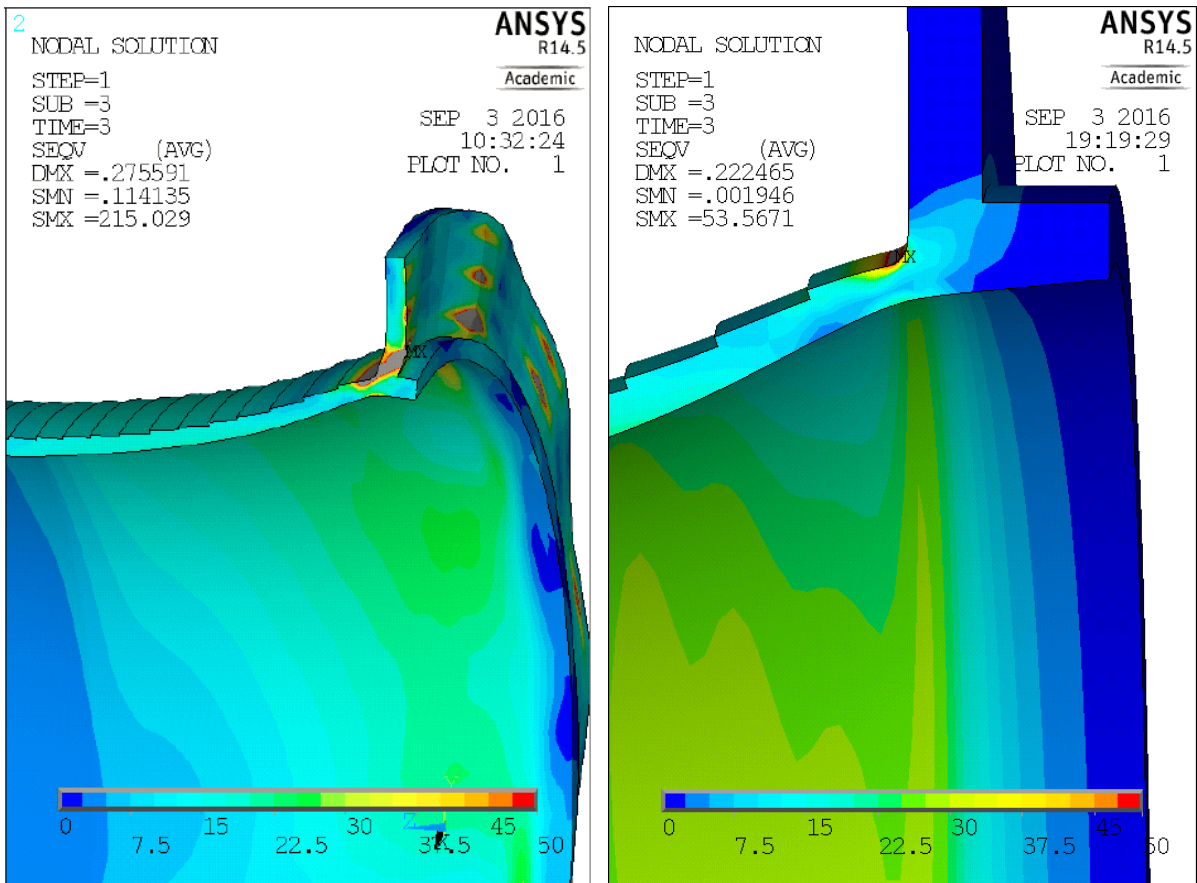 2
ANSYS
R14.5
Academic
NODAL SOLUTION
STEP=1
SUB =3
TIME=3
SEQV (AVG)
DMX =.275591
SMN =.114135
SMX =215.029
SEP 3 2016
10:32:24
PLOT NO. 1
MX
Y
Z
X
0 15 30 45
7.5 22.5 37.5 50
ANSYS
R14.5
Academic
NODAL SOLUTION
STEP=1
SUB =3
TIME=3
SEQV (AVG)
DMX =.222465
SMN =.001946
SMX =53.5671
SEP 3 2016
19:19:29
PLOT NO. 1
MX
0 15 30 45
7.5 22.5 37.5 50